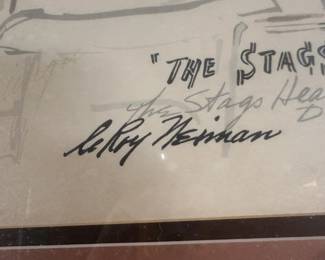 "THE STAGS
the Stags Hea
D
LeRoy Neiman